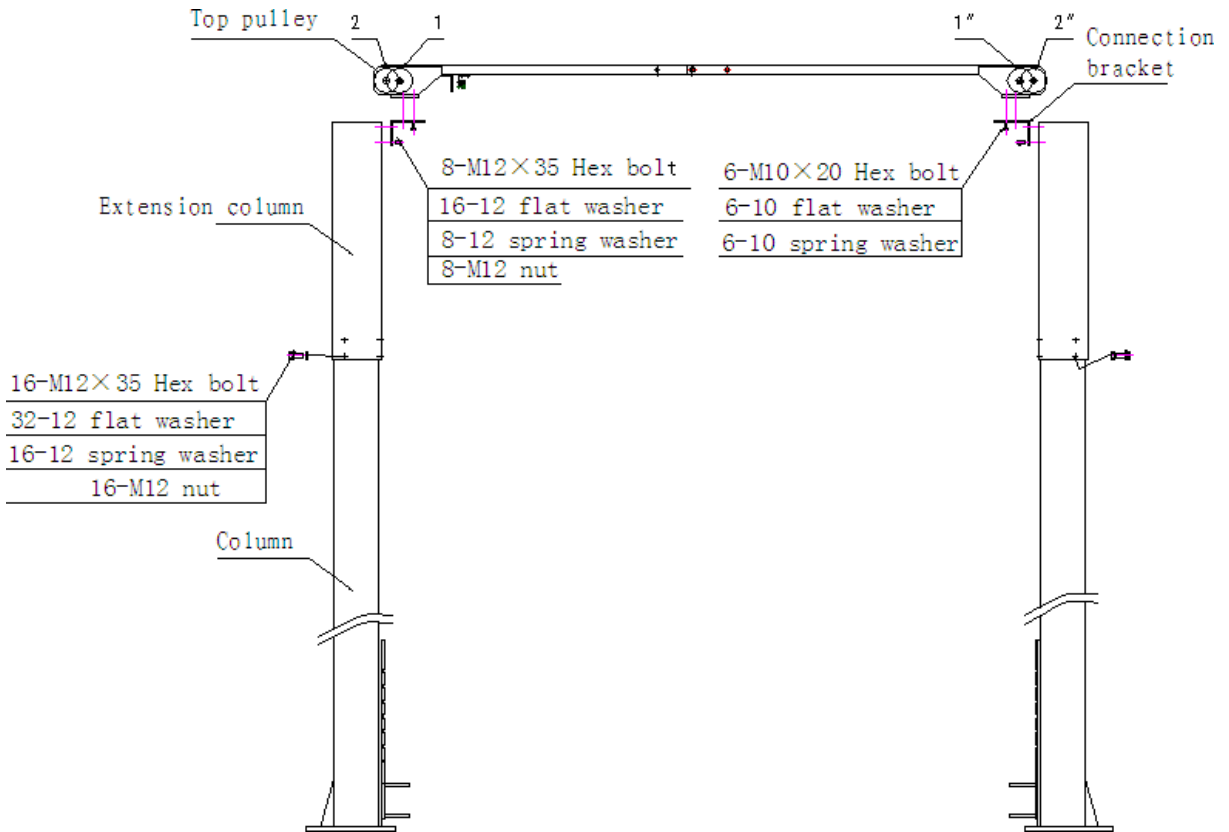 Top pulley
2
1
1"
2"
Connection
bracket
8-M12×35 Hex bolt
16-12 flat washer
8-12 spring washer
8-M12 nut
6-M10×20 Hex bolt
6-10 flat washer
6-10 spring washer
Extension column
16-M12×35 Hex bolt
32-12 flat washer
16-12 spring washer
16-M12 nut
Column